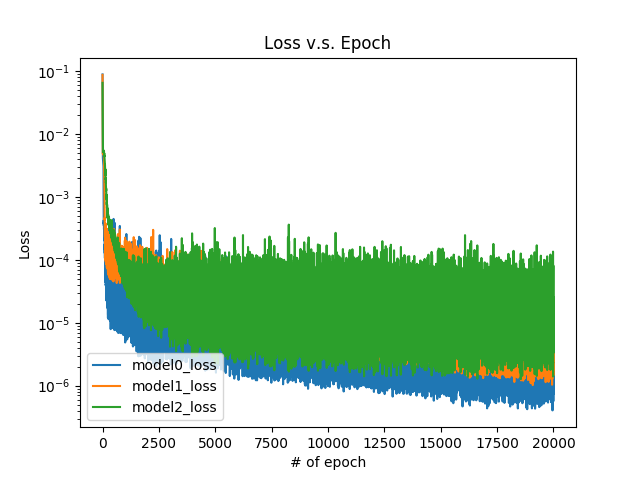 Loss v.s. Epoch
10⁻¹
10⁻²
10⁻³
10⁻⁴
10⁻⁵
10⁻⁶
Loss
model0_loss
model1_loss
model2_loss
0 2500 5000 7500 10000 12500 15000 17500 20000
# of epoch